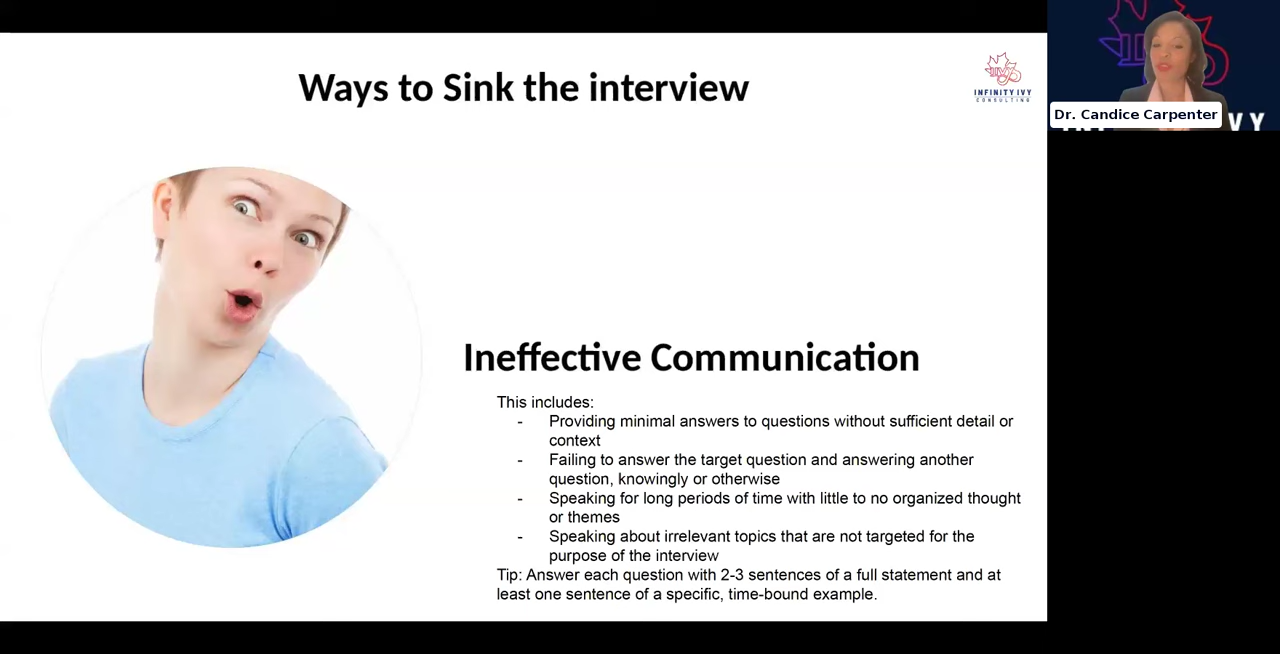 Ways to Sink the interview
INFINITY IVY
CONSULTING
Dr. Candice Carpenter
VY
Ineffective Communication
This includes:
- Providing minimal answers to questions without sufficient detail or
context
- Failing to answer the target question and answering another
question, knowingly or otherwise
- Speaking for long periods of time with little to no organized thought
or themes
- Speaking about irrelevant topics that are not targeted for the
purpose of the interview
Tip: Answer each question with 2-3 sentences of a full statement and at
least one sentence of a specific, time-bound example.